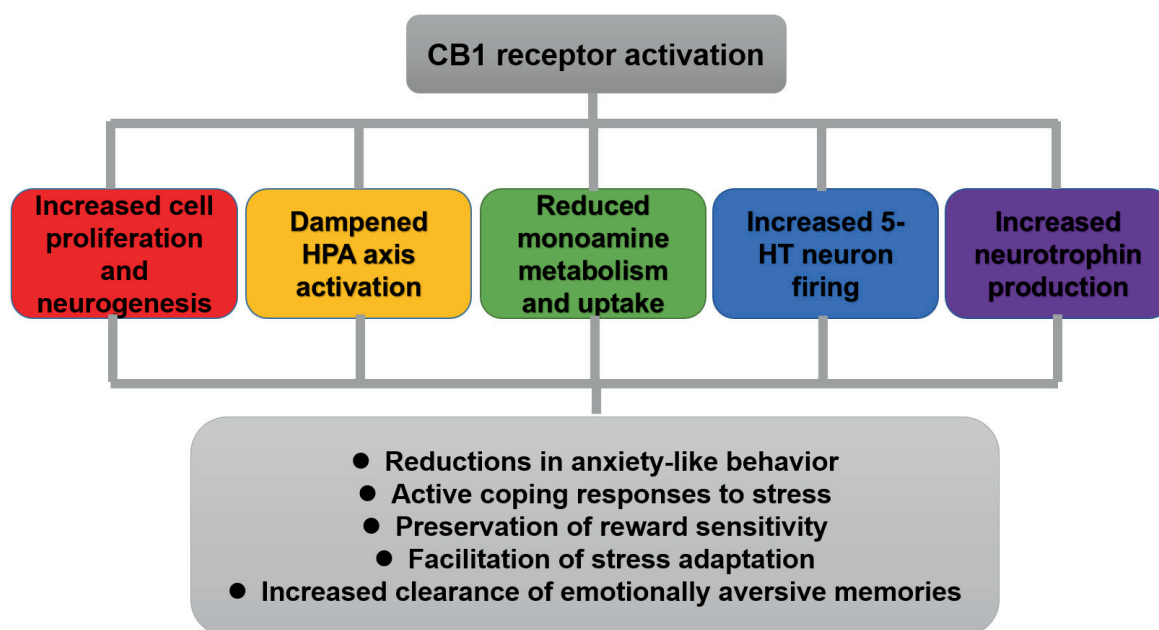 CB1 receptor activation
Increased cell
proliferation
and
neurogenesis
Dampened
HPA axis
activation
Reduced
monoamine
metabolism
and uptake
Increased 5-
HT neuron
firing
Increased
neurotrophin
production
● Reductions in anxiety-like behavior
● Active coping responses to stress
● Preservation of reward sensitivity
● Facilitation of stress adaptation
● Increased clearance of emotionally aversive memories